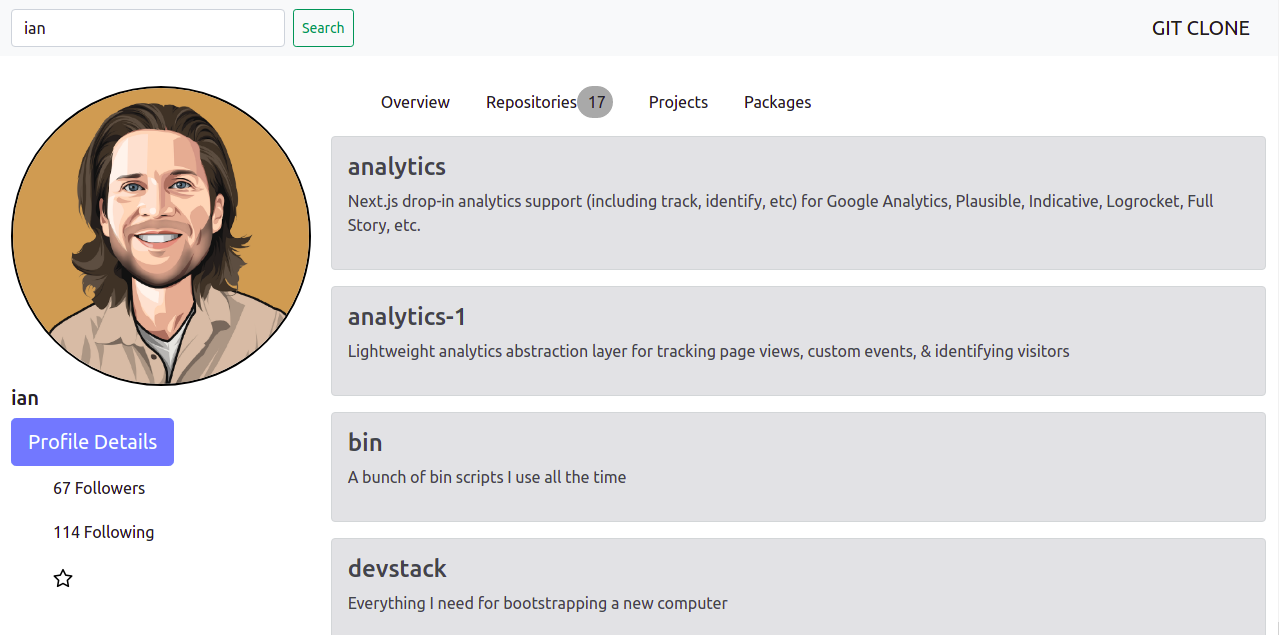 ian
Search
GIT CLONE
Overview
Repositories 17
Projects
Packages
ian
Profile Details
67 Followers
114 Following
analytics
Next.js drop-in analytics support (including track, identify, etc) for Google Analytics, Plausible, Indicative, Logrocket, Full
Story, etc.
analytics-1
Lightweight analytics abstraction layer for tracking page views, custom events, & identifying visitors
bin
A bunch of bin scripts I use all the time
devstack
Everything I need for bootstrapping a new computer